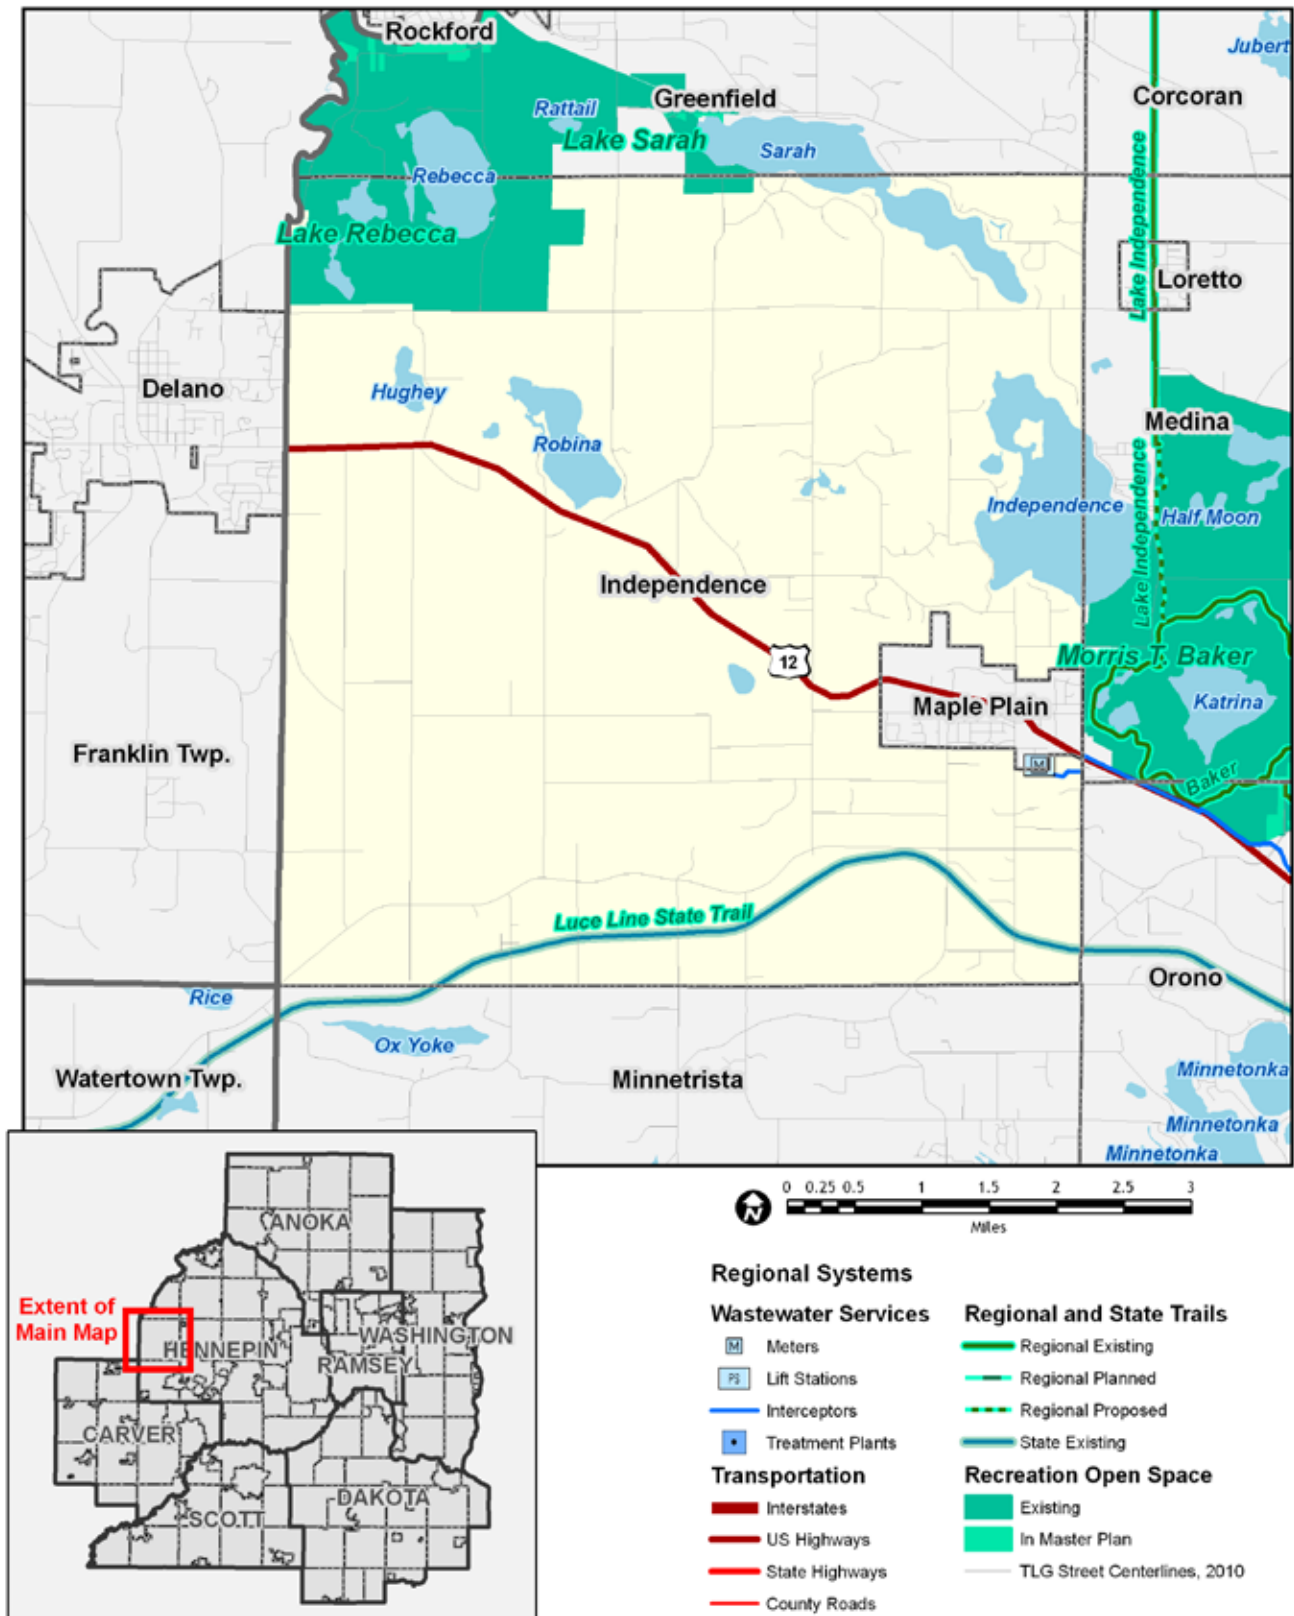 Rockford
Jubert
Greenfield
Corcoran
Rattail
Lake Sarah
Sarah
Rebecca
Lake Independence
Lake Rebecca
Loretto
Delano
Hughey
Medina
Robina
Lake Independence
Independence
Half Moon
Independence
Morris T. Baker
12
Katrina
Maple Plain
Franklin Twp.
M
Baker
Luce Line State Trail
Orono
Rice
Ox Yoke
Minnetonka
Watertown Twp.
Minnetrista
Minnetonka
Minnetonka
ANOKA
Extent of
Main Map
WASHINGTON
HENNEPIN
RAMSEY
CARVER
DAKOTA
SCOTT
N
0 0.25 0.5 1 1.5 2 2.5 3
Miles
Regional Systems
Wastewater Services
M Meters
PS Lift Stations
Interceptors
Treatment Plants
Transportation
Interstates
US Highways
State Highways
County Roads
Regional and State Trails
Regional Existing
Regional Planned
Regional Proposed
State Existing
Recreation Open Space
Existing
In Master Plan
TLG Street Centerlines, 2010